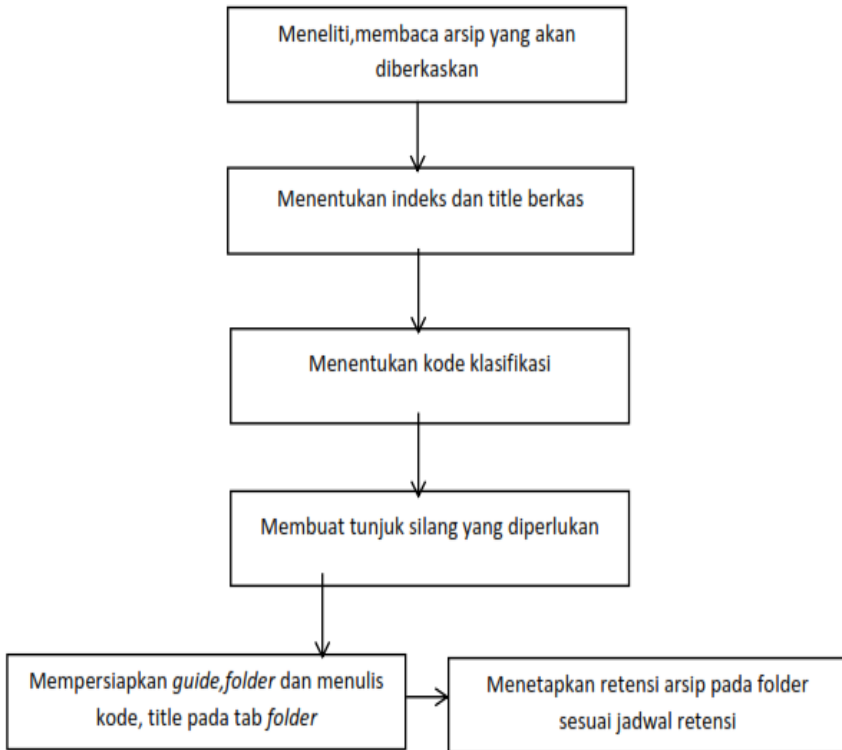 Meneliti,membaca arsip yang akan
diberkaskan
Menentukan indeks dan title berkas
Menentukan kode klasifikasi
Membuat tunjuk silang yang diperlukan
Mempersiapkan guide,folder dan menulis
kode, title pada tab folder
Menetapkan retensi arsip pada folder
sesuai jadwal retensi